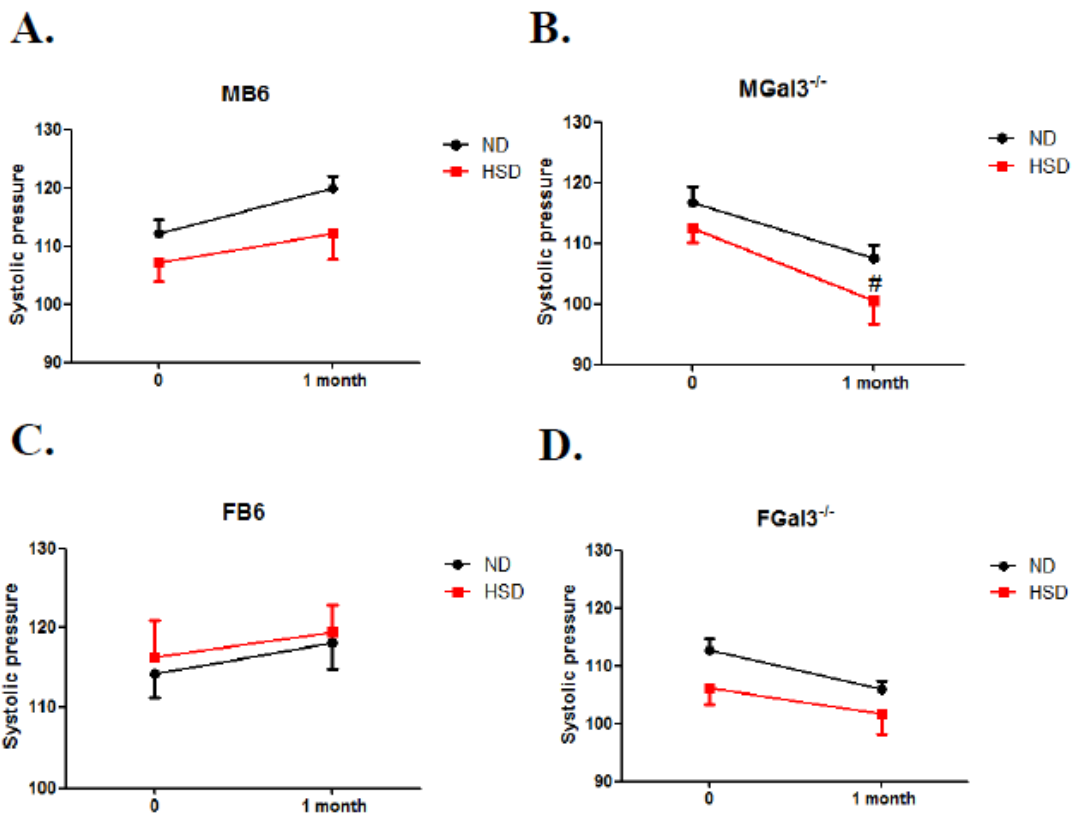 A.
MB6
Systolic pressure
130
120
110
100
90
0
1 month
ND
HSD
B.
MGal3-/-
Systolic pressure
130
120
110
100
90
0
1 month
#
ND
HSD
C.
FB6
Systolic pressure
130
120
110
100
0
1 month
ND
HSD
D.
FGal3-/-
Systolic pressure
130
120
110
100
90
0
1 month
ND
HSD